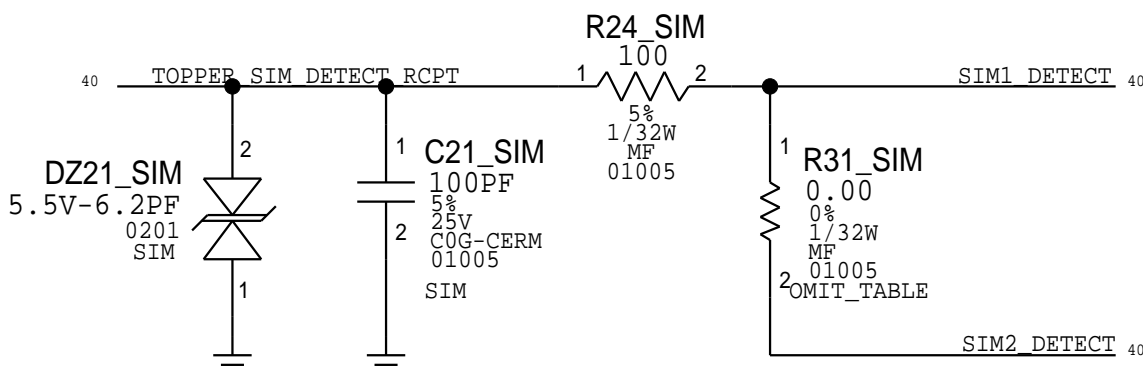 R24_SIM
100
40 TOPPER_SIM_DETECT_RCPT 1 2 SIM1_DETECT 40
5%
1/32W
MF
01005
2
DZ21_SIM
5.5V-6.2PF
0201
SIM
1
1
C21_SIM
100PF
5%
25V
C0G-CERM
01005
2
SIM
1
R31_SIM
0.00
0%
1/32W
MF
01005
2
OMIT_TABLE
SIM2_DETECT 40